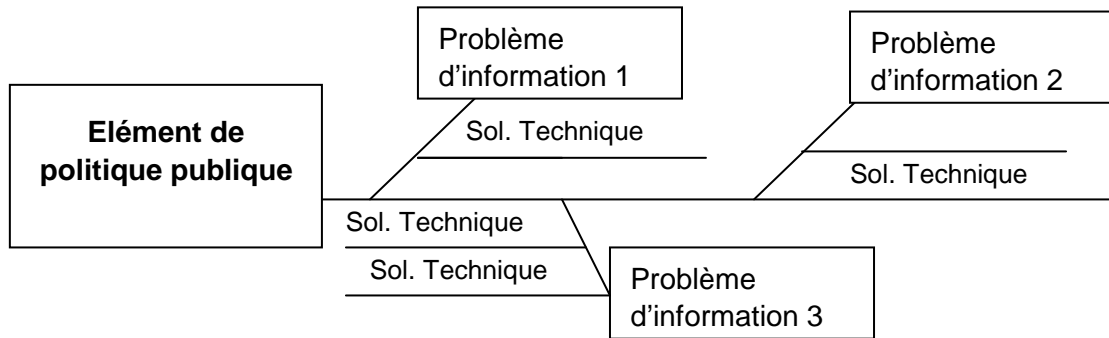 Problème
d'information 1
Problème
d'information 2
Elément de
politique publique
Sol. Technique
Sol. Technique
Sol. Technique
Sol. Technique
Problème
d'information 3